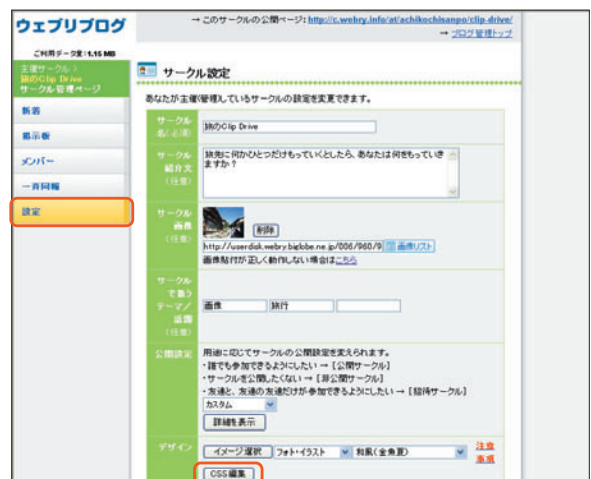 ウェブリブログ
→ このサークルの公開ページ: http://c.webry.info/at/achikochisanpo/clip-drive/
→ ブログ管理トップ
ご利用データ量:1.15 MB
主催サークル >
旅のClip Drive
サークル管理ページ
新着
掲示板
メンバー
一斉同報
設定
サークル設定
あなたが主催(管理)しているサークルの設定を変更できます。
サークル名(必須)
旅のClip Drive
サークル紹介文(任意)
旅先に何かひとつだけもっていくとしたら、あなたは何をもっていき
ますか?
サークル画像(任意)
削除
http://userdisk.webry.biglobe.ne.jp/006/960/9 画像リスト
画像貼付が正しく動作しない場合はこちら
サークルで扱うテーマ/話題(任意)
画像 旅行
公開設定
用途に応じてサークルの公開設定を変えられます。
・誰でも参加できるようにしたい → [公開サークル]
・サークルを公開したくない → [非公開サークル]
・友達と、友達の友達だけが参加できるようにしたい → [招待サークル]
カスタム
詳細を表示
デザイン
イメージ選択 フォト・イラスト 和風(金魚夏) 注意事項
CSS編集